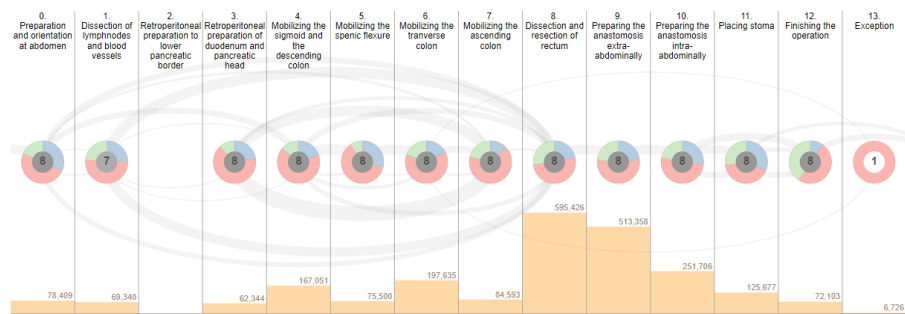 0.
Preparation
and orientation
at abdomen
1.
Dissection of
lymphnodes
and blood
vessels
2.
Retroperitoneal
preparation to
lower
pancreatic
border
3.
Retroperitoneal
preparation of
duodenum and
pancreatic
head
4.
Mobilizing the
sigmoid and
the
descending
colon
5.
Mobilizing the
spenic flexure
6.
Mobilizing the
tranverse
colon
7.
Mobilizing the
ascending
colon
8.
Dissection and
resection of
rectum
9.
Preparing the
anastomosis
extra-
abdominally
10.
Preparing the
anastomosis
intra-
abdominally
11.
Placing stoma
12.
Finishing the
operation
13.
Exception
8
7
8
8
8
8
8
8
8
8
8
8
1
78,409
69,340
62,344
167,051
75,500
197,635
84,593
595,426
513,358
251,706
125,677
72,103
6,726